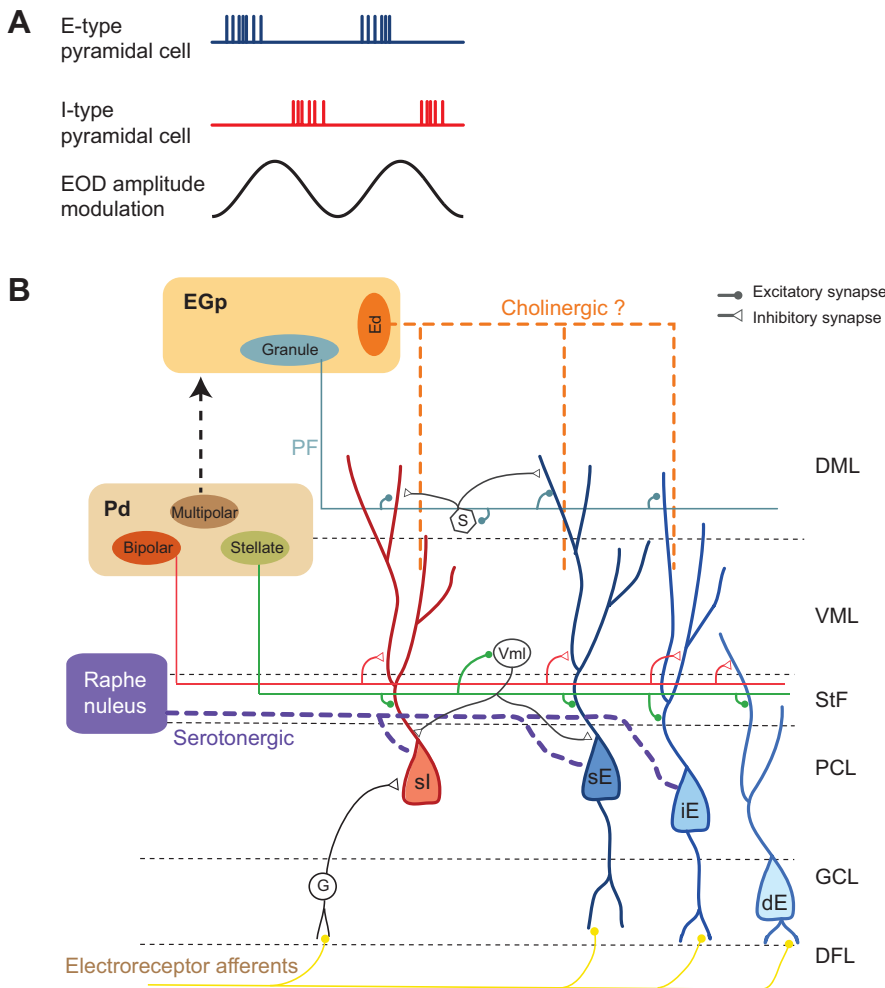 A
E-type
pyramidal cell
I-type
pyramidal cell
EOD amplitude
modulation
B
EGp
Ed
Granule
Cholinergic ?
Excitatory synapse
Inhibitory synapse
PF
DML
Pd
Multipolar
Bipolar
Stellate
S
VML
Vml
Raphe
nuleus
StF
Serotonergic
PCL
sI
sE
iE
GCL
G
dE
DFL
Electroreceptor afferents